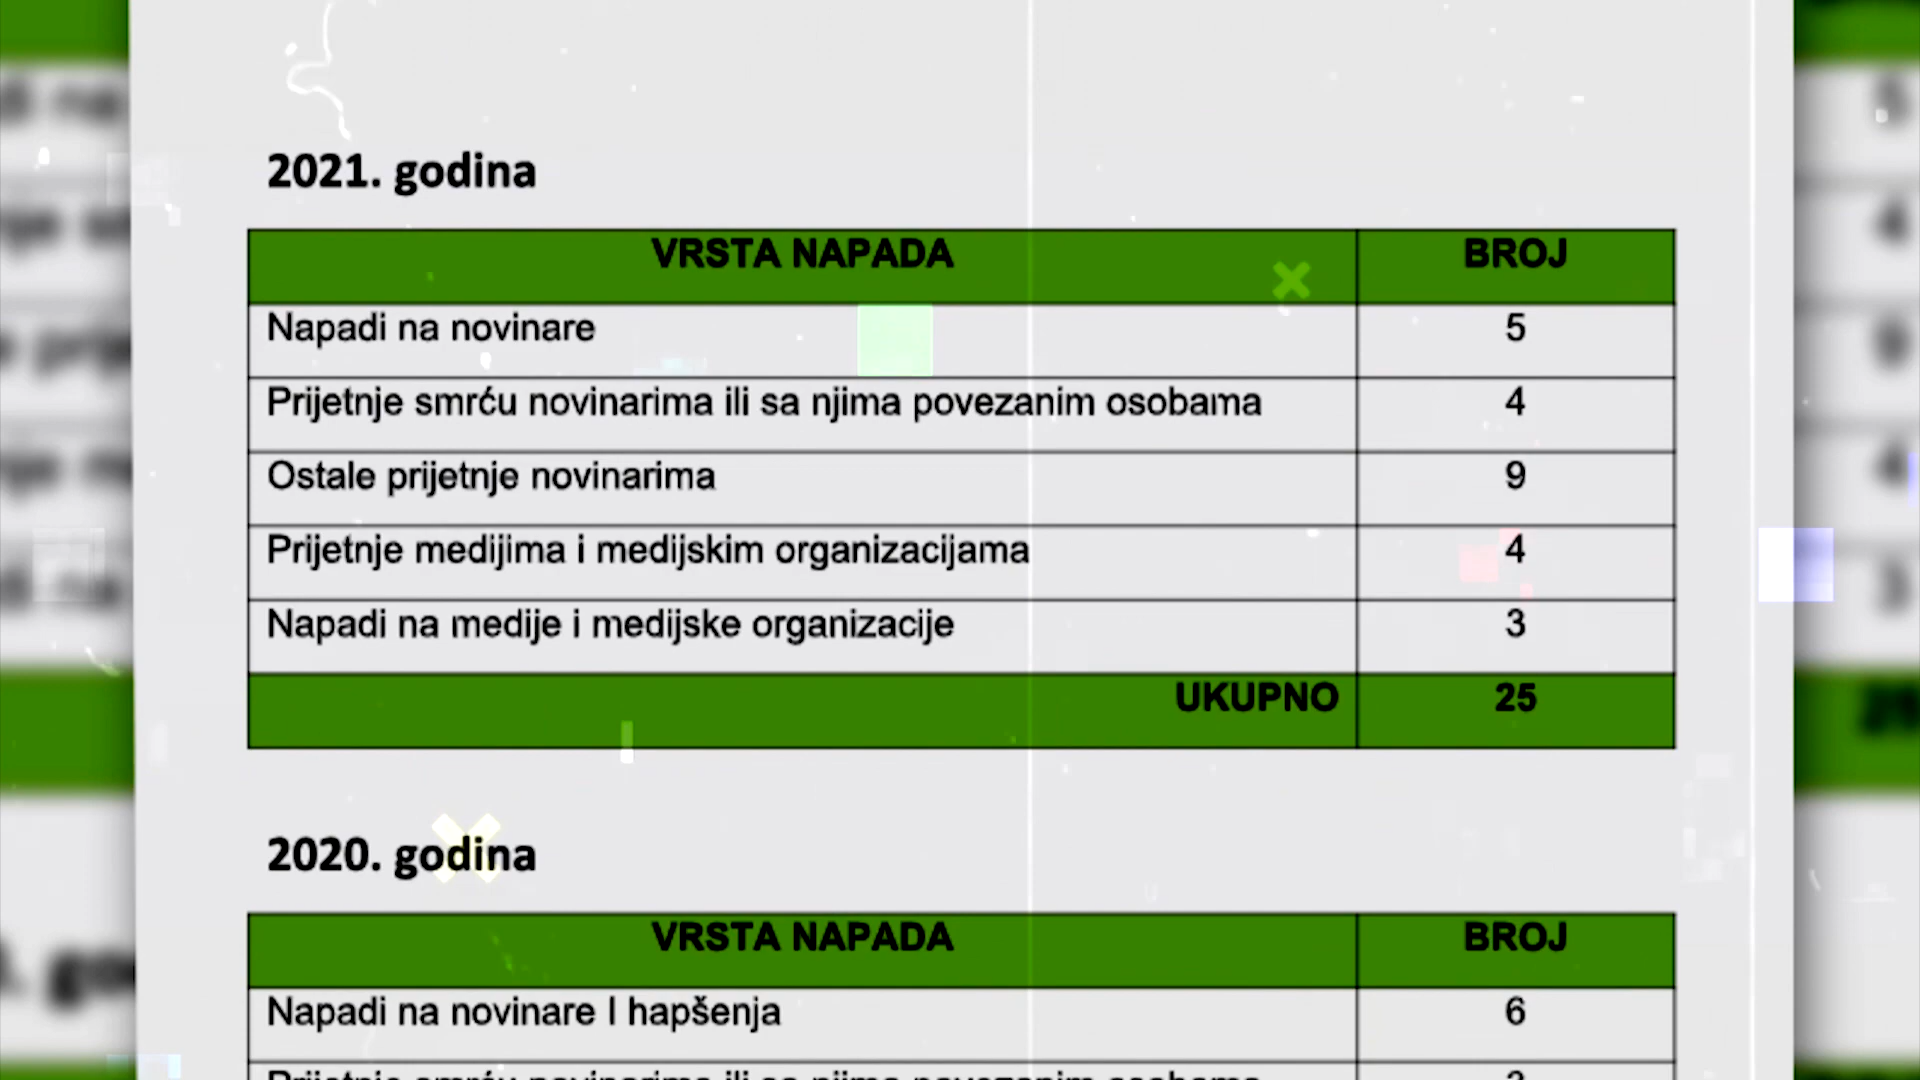 2021. godina
VRSTA NAPADA BROJ
Napadi na novinare 5
Prijetnje smrću novinarima ili sa njima povezanim osobama 4
Ostale prijetnje novinarima 9
Prijetnje medijima i medijskim organizacijama 4
Napadi na medije i medijske organizacije 3
UKUPNO 25
2020. godina
VRSTA NAPADA BROJ
Napadi na novinare I hapšenja 6